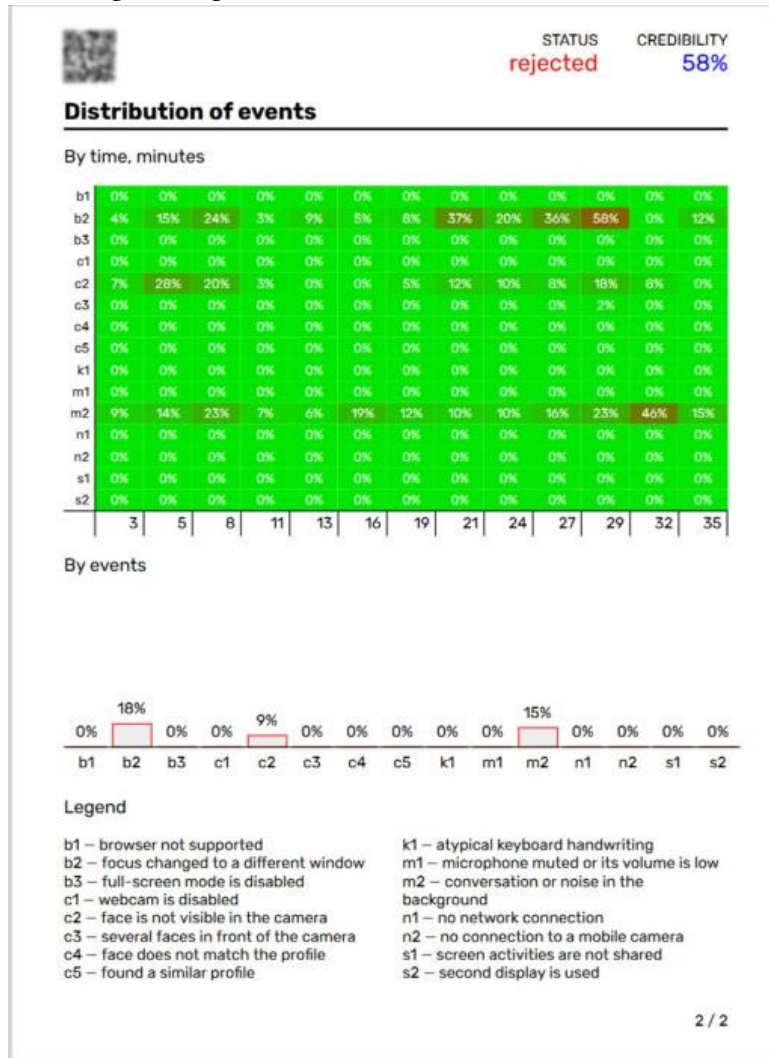 STATUS CREDIBILITY
rejected 58%
Distribution of events
By time, minutes
b1 0% 0% 0% 0% 0% 0% 0% 0% 0% 0% 0% 0% 0%
b2 4% 15% 24% 3% 9% 5% 8% 37% 20% 36% 58% 0% 12%
b3 0% 0% 0% 0% 0% 0% 0% 0% 0% 0% 0% 0% 0%
c1 0% 0% 0% 0% 0% 0% 0% 0% 0% 0% 0% 0% 0%
c2 7% 28% 20% 3% 0% 0% 5% 12% 10% 8% 18% 8% 0%
c3 0% 0% 0% 0% 0% 0% 0% 0% 0% 0% 2% 0% 0%
c4 0% 0% 0% 0% 0% 0% 0% 0% 0% 0% 0% 0% 0%
c5 0% 0% 0% 0% 0% 0% 0% 0% 0% 0% 0% 0% 0%
k1 0% 0% 0% 0% 0% 0% 0% 0% 0% 0% 0% 0% 0%
m1 0% 0% 0% 0% 0% 0% 0% 0% 0% 0% 0% 0% 0%
m2 9% 14% 23% 7% 6% 19% 12% 10% 10% 16% 23% 46% 15%
n1 0% 0% 0% 0% 0% 0% 0% 0% 0% 0% 0% 0% 0%
n2 0% 0% 0% 0% 0% 0% 0% 0% 0% 0% 0% 0% 0%
s1 0% 0% 0% 0% 0% 0% 0% 0% 0% 0% 0% 0% 0%
s2 0% 0% 0% 0% 0% 0% 0% 0% 0% 0% 0% 0% 0%
3 5 8 11 13 16 19 21 24 27 29 32 35
By events
0% 18% 0% 0% 9% 0% 0% 0% 0% 0% 15% 0% 0% 0% 0%
b1 b2 b3 c1 c2 c3 c4 c5 k1 m1 m2 n1 n2 s1 s2
Legend
b1 – browser not supported
b2 – focus changed to a different window
b3 – full-screen mode is disabled
c1 – webcam is disabled
c2 – face is not visible in the camera
c3 – several faces in front of the camera
c4 – face does not match the profile
c5 – found a similar profile
k1 – atypical keyboard handwriting
m1 – microphone muted or its volume is low
m2 – conversation or noise in the
background
n1 – no network connection
n2 – no connection to a mobile camera
s1 – screen activities are not shared
s2 – second display is used
2 / 2